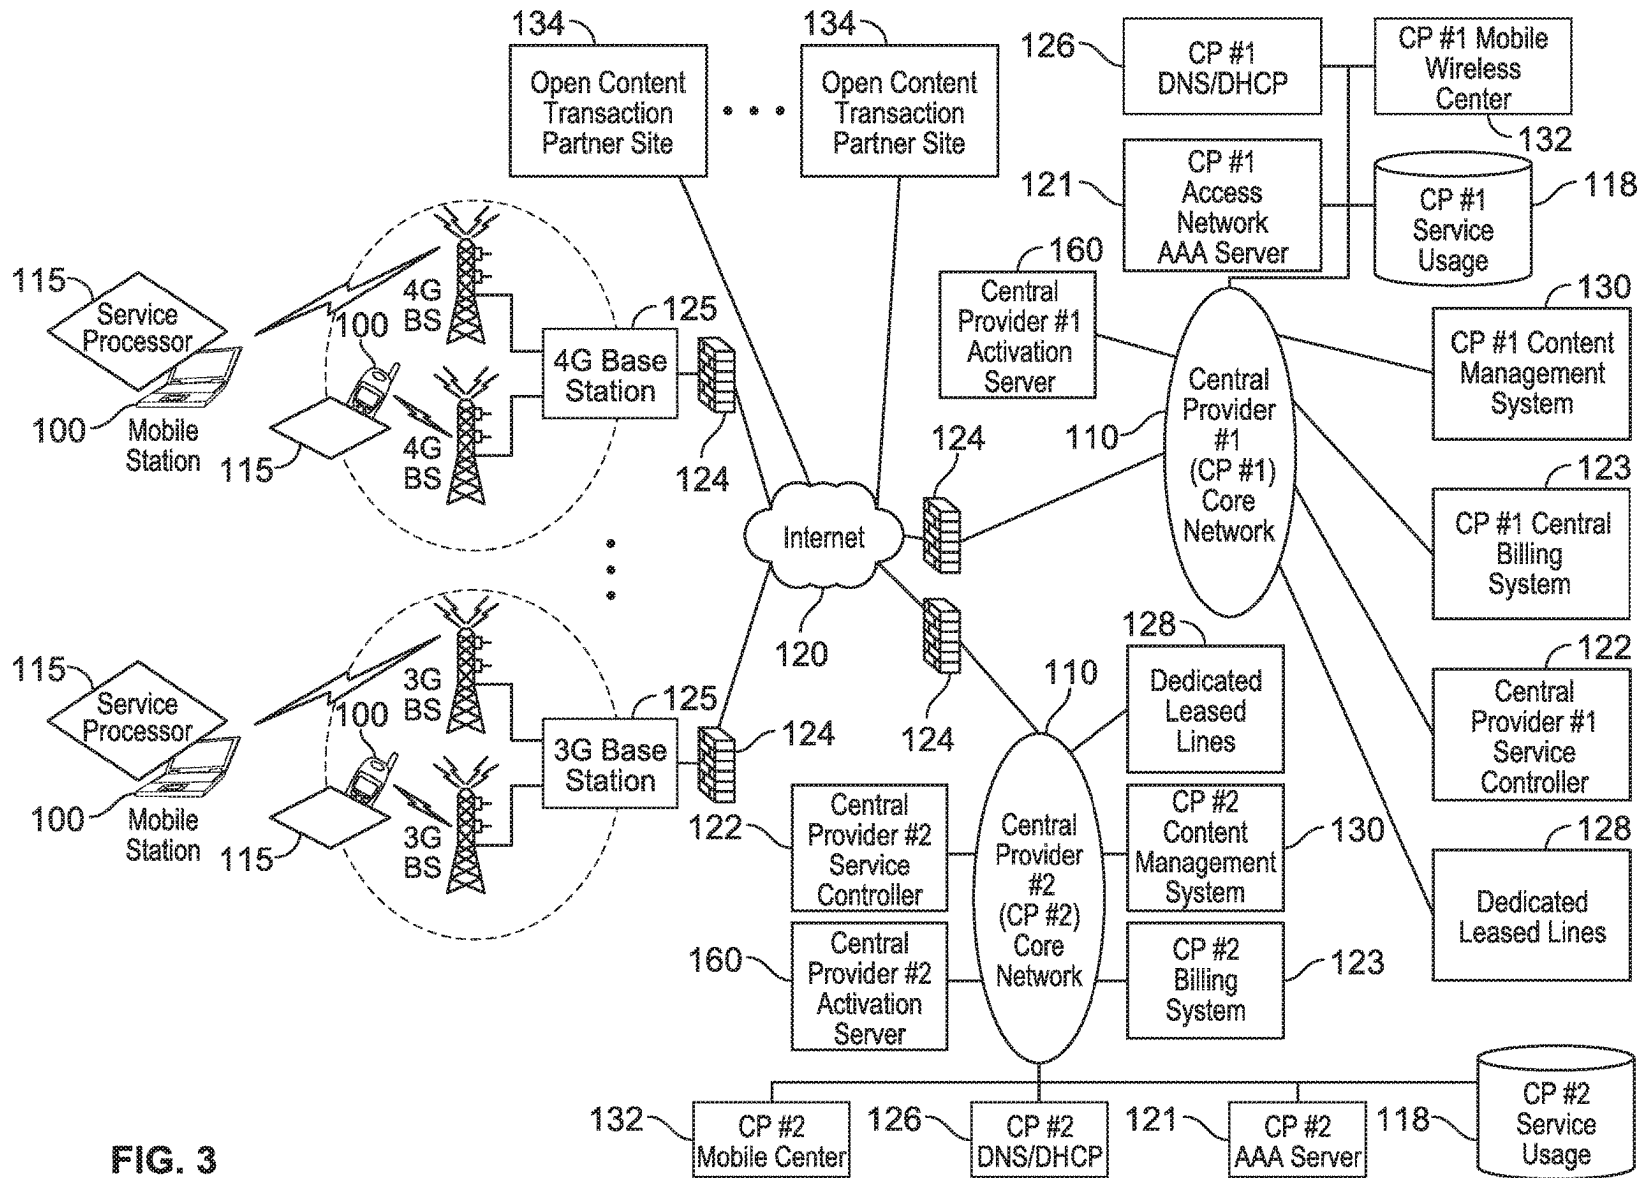 134
134
Open Content
Transaction
Partner Site
Open Content
Transaction
Partner Site
126
CP #1
DNS/DHCP
CP #1 Mobile
Wireless
Center
132
121
CP #1
Access
Network
AAA Server
CP #1
Service
Usage
118
115
Service
Processor
100
Mobile
Station
4G
BS
100
115
4G
BS
125
4G Base
Station
124
160
Central
Provider #1
Activation
Server
110
Central
Provider
#1
(CP #1)
Core
Network
130
CP #1 Content
Management
System
124
Internet
120
123
CP #1 Central
Billing
System
115
Service
Processor
100
Mobile
Station
3G
BS
100
115
3G
BS
125
3G Base
Station
124
124
110
128
Dedicated
Leased
Lines
122
Central
Provider #1
Service
Controller
122
Central
Provider #2
Service
Controller
Central
Provider
#2
(CP #2)
Core
Network
CP #2
Content
Management
System
130
128
Dedicated
Leased Lines
160
Central
Provider #2
Activation
Server
CP #2
Billing
System
123
132
CP #2
Mobile Center
126
CP #2
DNS/DHCP
121
CP #2
AAA Server
118
CP #2
Service
Usage
FIG. 3